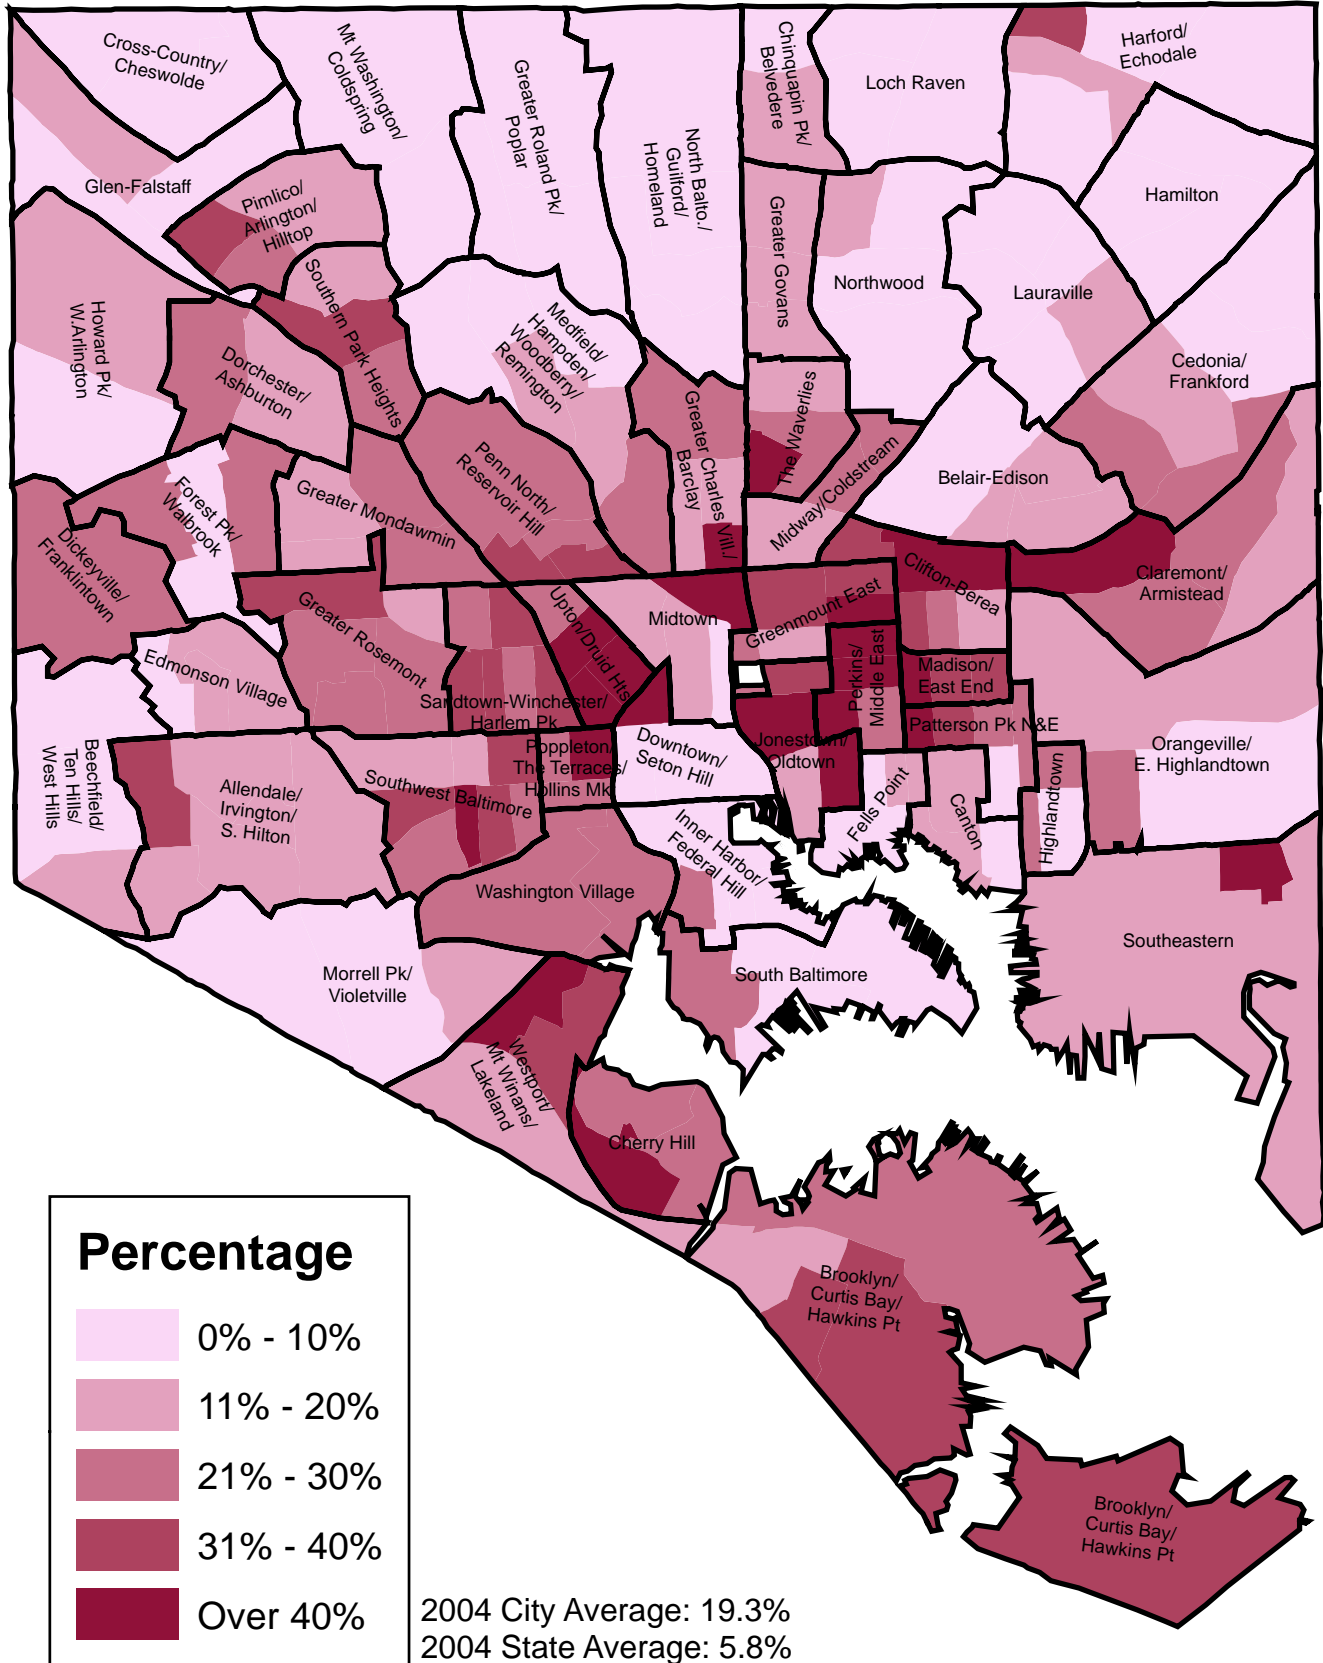 Cross-Country/
Cheswolde
Mt Washington/
Coldspring
Greater Roland Pk/
Poplar
North Balto./
Guilford/
Homeland
Chinquapin Pk/
Belvedere
Loch Raven
Harford/
Echodale
Glen-Falstaff
Pimlico/
Arlington/
Hilltop
Hamilton
Greater Govans
Northwood
Lauraville
Southern Park Heights
Howard Pk/
W.Arlington
Dorchester/
Ashburton
Medfield/
Hampden/
Woodberry/
Remington
Cedonia/
Frankford
Greater Charles Vill./
Barclay
The Waverlies
Penn North/
Reservoir Hill
Midway/Coldstream
Belair-Edison
Forest Pk/
Walbrook
Greater Mondawmin
Dickeyville/
Franklintown
Clifton-Berea
Claremont/
Armistead
Greater Rosemont
Upton/Druid Hts
Midtown
Greenmount East
Perkins/
Middle East
Madison/
East End
Edmonson Village
Sandtown-Winchester/
Harlem Pk
Patterson Pk N&E
Beechfield/
Ten Hills/
West Hills
Poppleton/
The Terraces/
Hollins Mk
Downtown/
Seton Hill
Jonestown/
Oldtown
Orangeville/
E. Highlandtown
Allendale/
Irvington/
S. Hilton
Southwest Baltimore
Fells Point
Canton
Highlandtown
Inner Harbor/
Federal Hill
Washington Village
Southeastern
Morrell Pk/
Violetville
South Baltimore
Westport/
Mt Winans/
Lakeland
Cherry Hill
Brooklyn/
Curtis Bay/
Hawkins Pt
Brooklyn/
Curtis Bay/
Hawkins Pt
Percentage
0% - 10%
11% - 20%
21% - 30%
31% - 40%
Over 40%
2004 City Average: 19.3%
2004 State Average: 5.8%